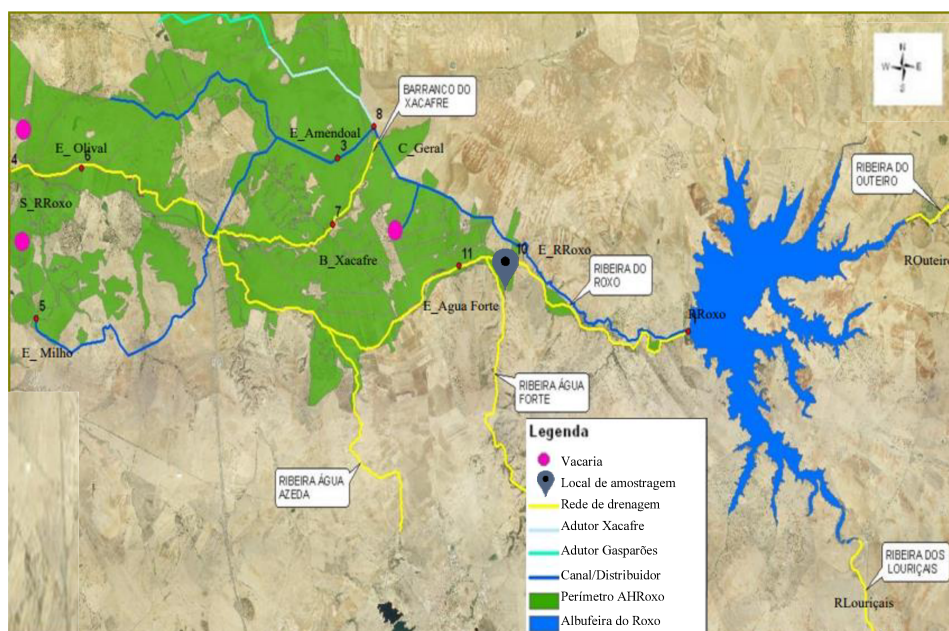 N
W E
S
BARRANCO DO
XACAFRE
8
E_Amendoal
3
C_Geral
E_ Olival
4
6
S_RRoxo
7
B_Xacafre
RIBEIRA DO
OUTEIRO
ROuteiro
10
E_RRoxo
11
RIBEIRA DO
ROXO
E_Agua Forte
RRoxo
5
E_ Milho
RIBEIRA ÁGUA
FORTE
RIBEIRA ÁGUA
AZEDA
Legenda
Vacaria
Local de amostragem
Rede de drenagem
Adutor Xacafre
Adutor Gasparões
Canal/Distribuidor
Perímetro AHRoxo
Albufeira do Roxo
RIBEIRA DOS
LOURIÇAIS
RLouriçais